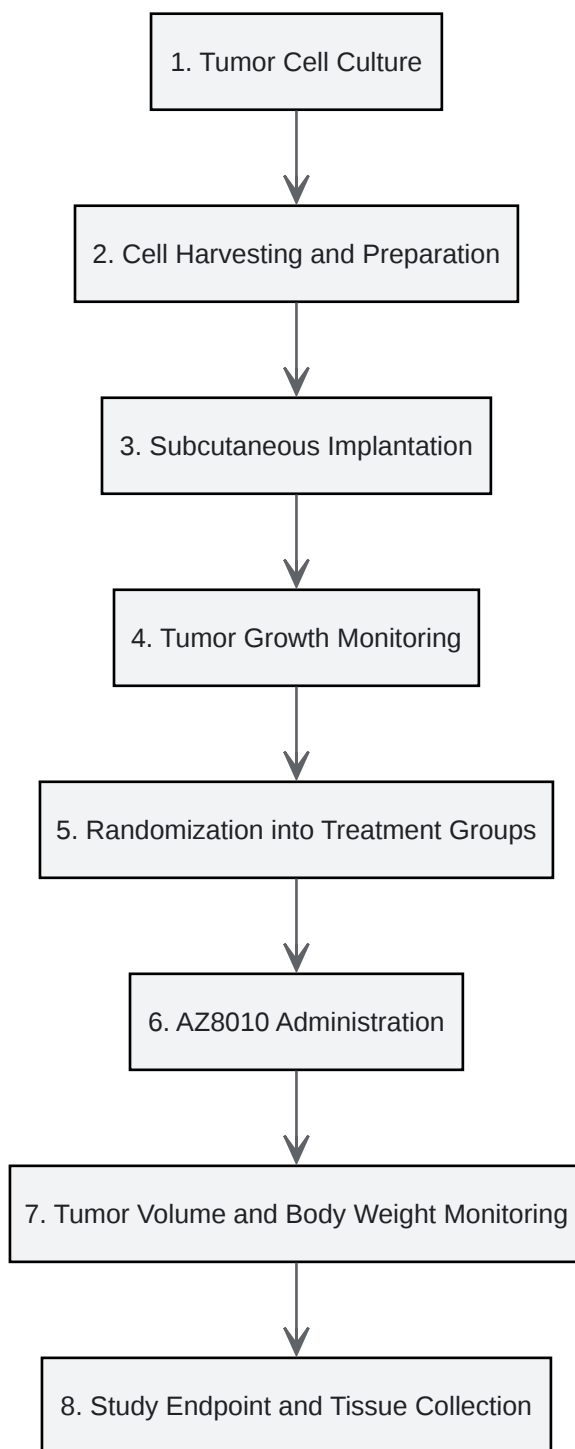 1. Tumor Cell Culture
2. Cell Harvesting and Preparation
3. Subcutaneous Implantation
4. Tumor Growth Monitoring
5. Randomization into Treatment Groups
6. AZ8010 Administration
7. Tumor Volume and Body Weight Monitoring
8. Study Endpoint and Tissue Collection